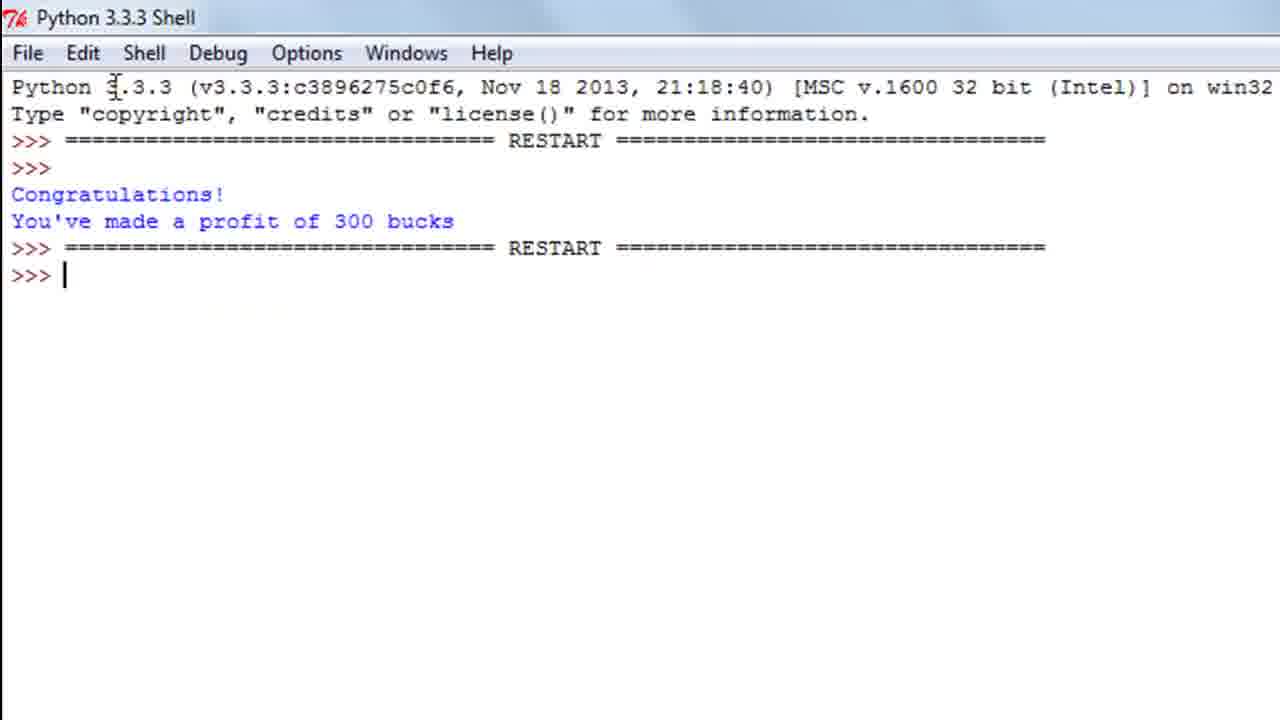 Python 3.3.3 Shell
File Edit Shell Debug Options Windows Help
Python 3.3.3 (v3.3.3:c3896275c0f6, Nov 18 2013, 21:18:40) [MSC v.1600 32 bit (Intel)] on win32
Type "copyright", "credits" or "license()" for more information.
>>> ================================ RESTART ================================
>>>
Congratulations!
You've made a profit of 300 bucks
>>> ================================ RESTART ================================
>>>